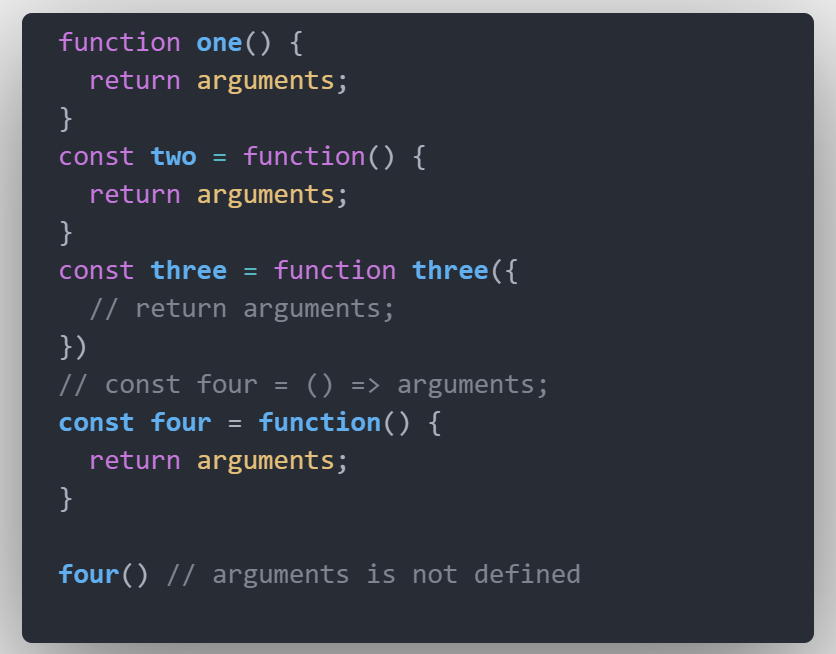 function one() {
  return arguments;
}
const two = function() {
  return arguments;
}
const three = function three({
  // return arguments;
})
// const four = () => arguments;
const four = function() {
  return arguments;
}

four() // arguments is not defined